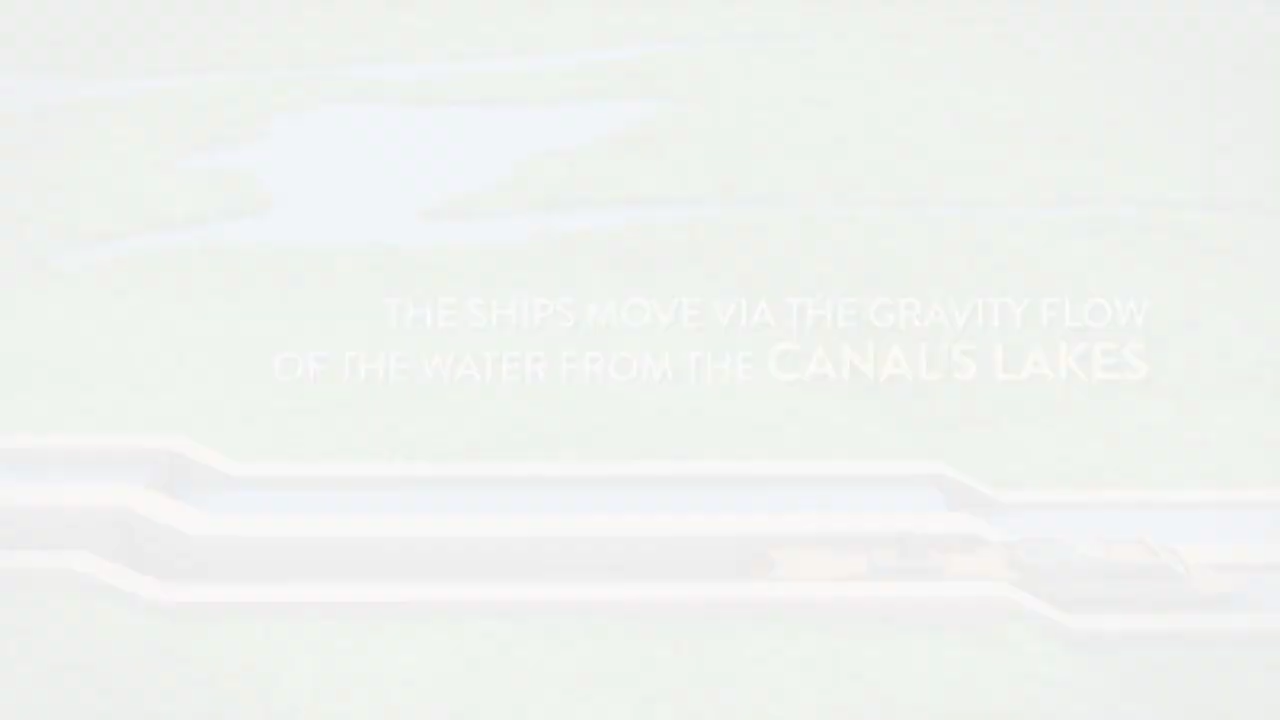 THE SHIPS MOVE VIA THE GRAVITY FLOW
OF THE WATER FROM THE CANAL'S LAKES